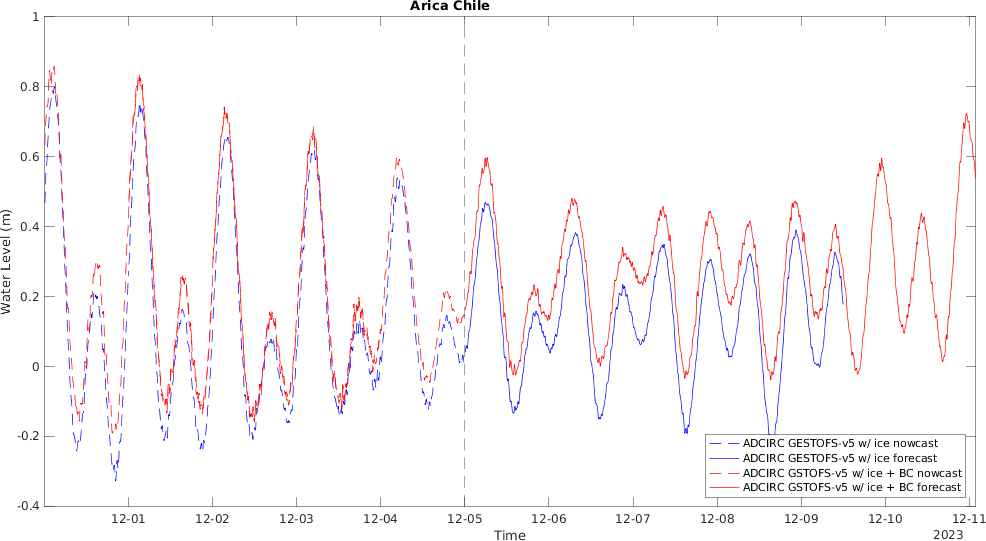 Arica Chile
Water Level (m)
1
0.8
0.6
0.4
0.2
0
-0.2
-0.4
12-01
12-02
12-03
12-04
12-05
12-06
12-07
12-08
12-09
12-10
12-11
Time
2023
ADCIRC GESTOFS-v5 w/ ice nowcast
ADCIRC GESTOFS-v5 w/ ice forecast
ADCIRC GSTOFS-v5 w/ ice + BC nowcast
ADCIRC GSTOFS-v5 w/ ice + BC forecast